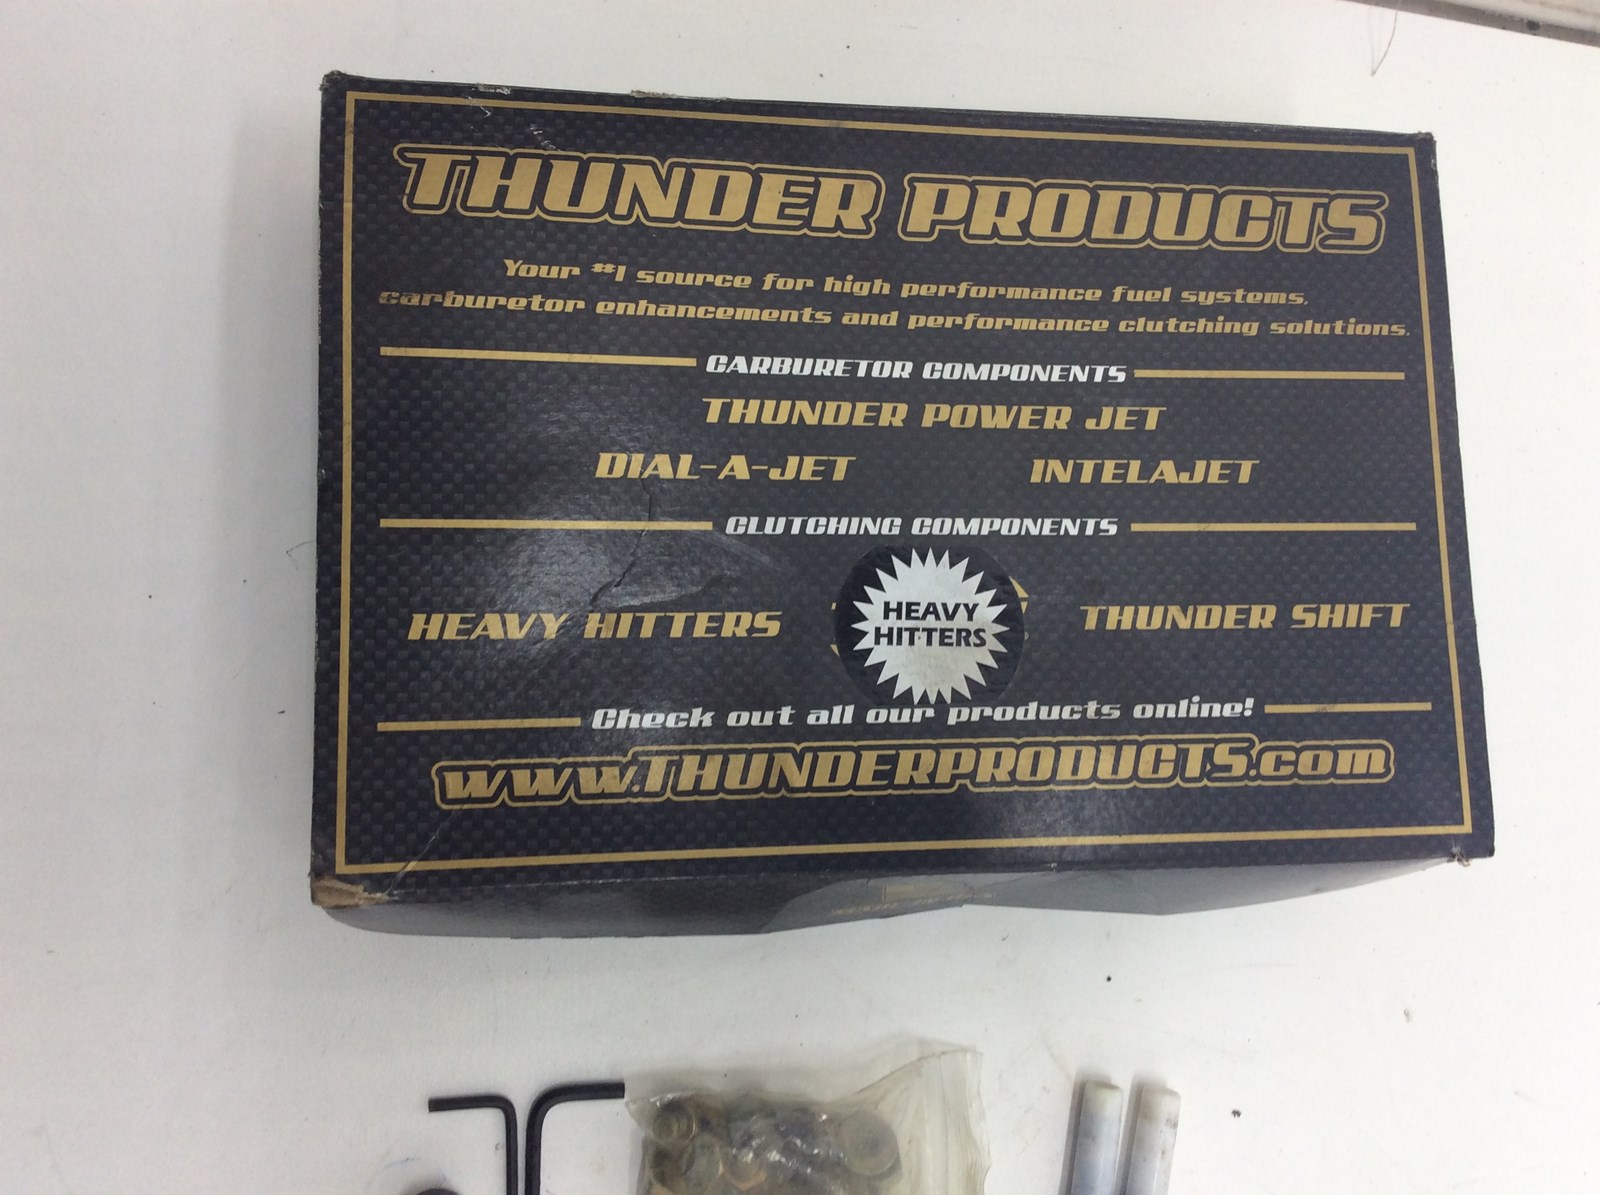 THUNDER PRODUCTS
Your #1 source for high performance fuel systems,
carburetor enhancements and performance clutching solutions.
CARBURETOR COMPONENTS
THUNDER POWER JET
DIAL-A-JET INTELAJET
CLUTCHING COMPONENTS
HEAVY HITTERS THUNDER SHIFT
HEAVY
HITTERS
Check out all our products online!
www.THUNDERPRODUCTS.com